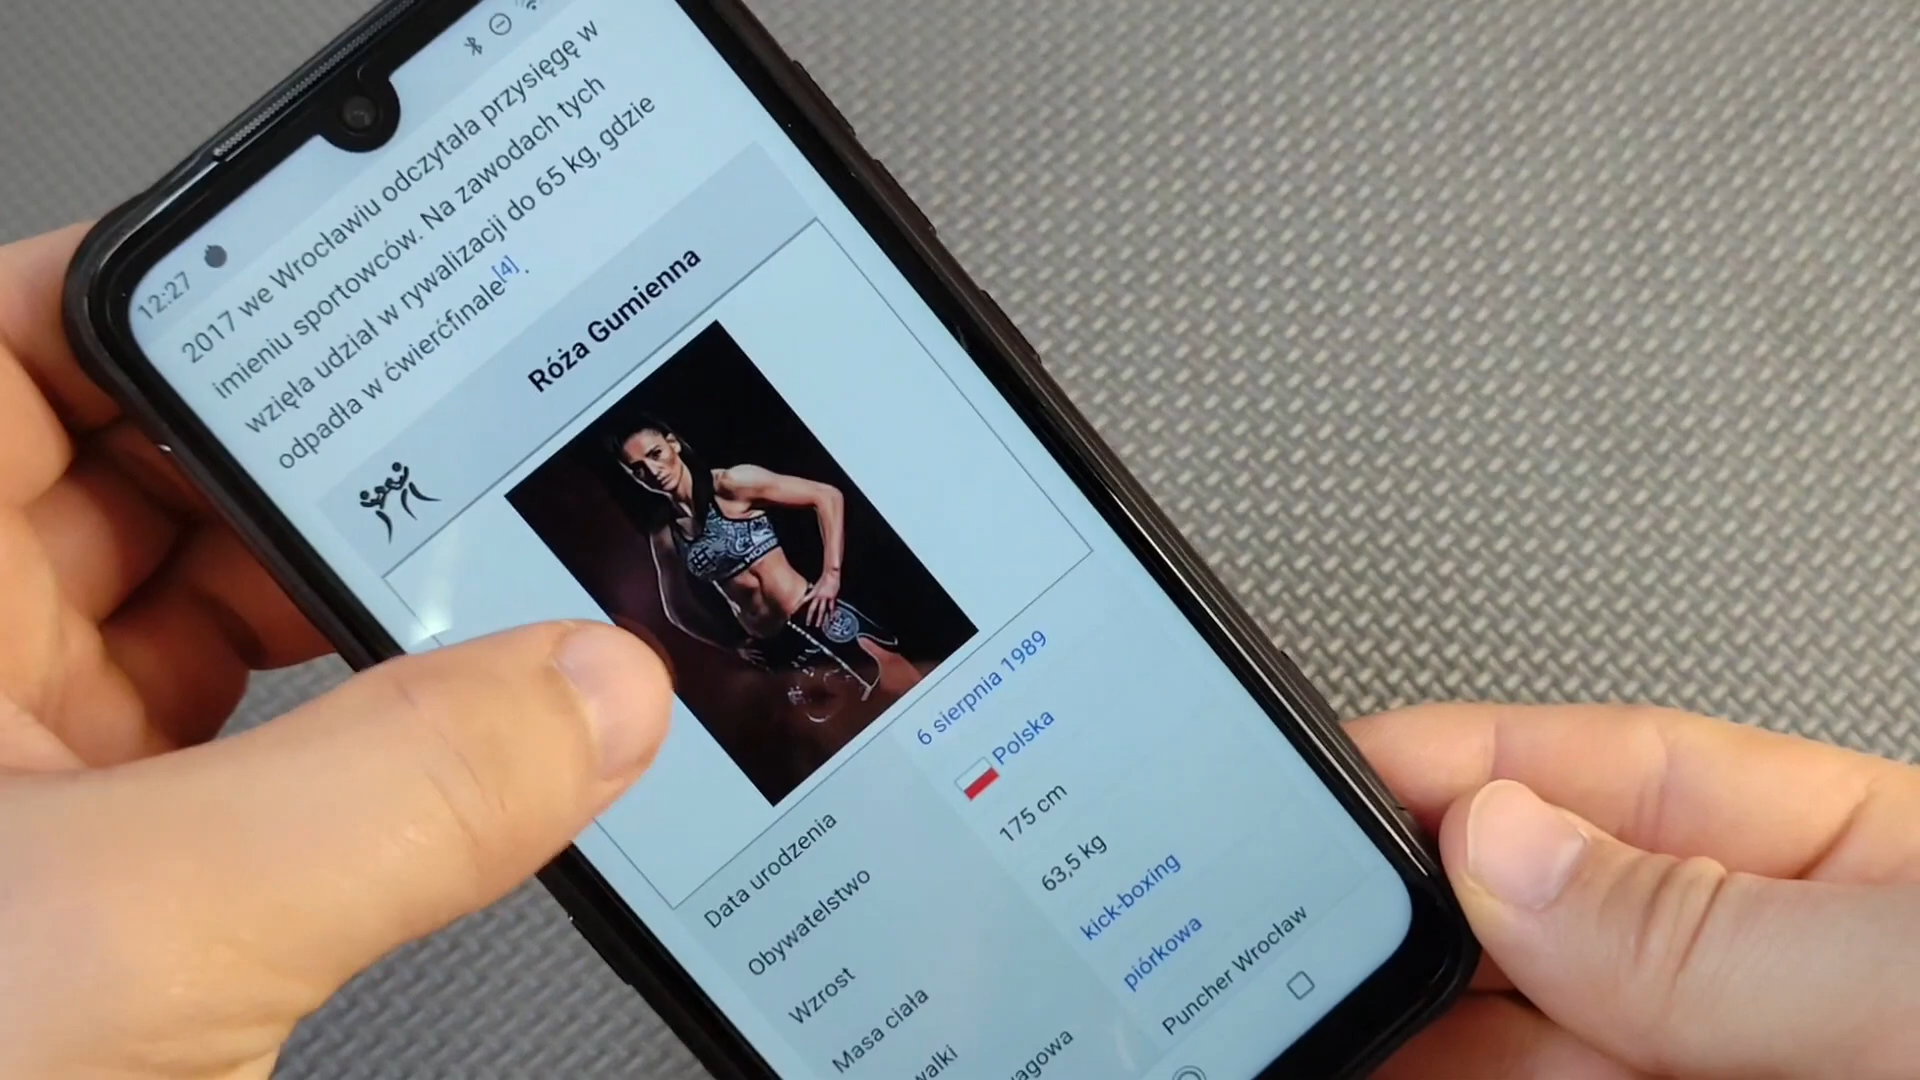 12:27
2017 we Wrocławiu odczytała przysięgę w
imieniu sportowców. Na zawodach tych
wzięła udział w rywalizacji do 65 kg, gdzie
odpadła w ćwierćfinale[4].
Róża Gumienna
Data urodzenia 6 sierpnia 1989
Obywatelstwo Polska
Wzrost 175 cm
Masa ciała 63,5 kg
walki kick-boxing
wagowa piórkowa
Puncher Wrocław